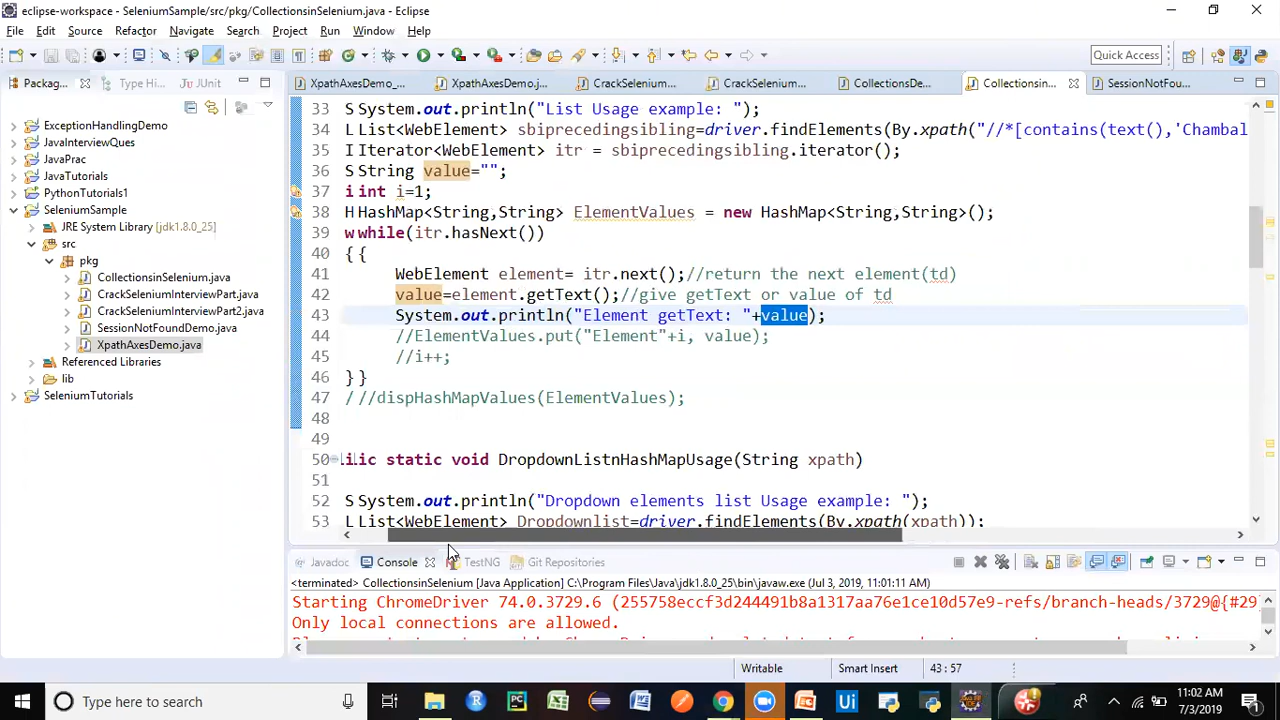 eclipse-workspace - SeleniumSample/src/pkg/CollectionsinSelenium.java - Eclipse
File Edit Source Refactor Navigate Search Project Run Window Help
Quick Access
Packag... Type Hi... JUnit
XpathAxesDemo_... XpathAxesDemo.j... CrackSelenium... CrackSelenium... CollectionsDe... Collectionsin... SessionNotFou...
ExceptionHandlingDemo
JavaInterviewQues
JavaPrac
JavaTutorials
PythonTutorials1
SeleniumSample
JRE System Library [jdk1.8.0_25]
src
pkg
CollectionsinSelenium.java
CrackSeleniumInterviewPart.java
CrackSeleniumInterviewPart2.java
SessionNotFoundDemo.java
XpathAxesDemo.java
Referenced Libraries
lib
SeleniumTutorials
33 S System.out.println("List Usage example: ");
34 L List<WebElement> sbiprecedingsibling=driver.findElements(By.xpath("//*[contains(text(),'Chambal
35 I Iterator<WebElement> itr = sbiprecedingsibling.iterator();
36 S String value="";
37 i int i=1;
38 H HashMap<String,String> ElementValues = new HashMap<String,String>();
39 w while(itr.hasNext())
40 { {
41 WebElement element= itr.next();//return the next element(td)
42 value=element.getText();//give getText or value of td
43 System.out.println("Element getText: "+value);
44 //ElementValues.put("Element"+i, value);
45 //i++;
46 } }
47 / //dispHashMapValues(ElementValues);
48
49
50 lic static void DropdownListnHashMapUsage(String xpath)
51
52 S System.out.println("Dropdown elements list Usage example: ");
53 L List<WebElement> Dropdownlist=driver.findElements(By.xpath(xpath));
Javadoc Console TestNG Git Repositories
<terminated> CollectionsinSelenium [Java Application] C:\Program Files\Java\jdk1.8.0_25\bin\javaw.exe (Jul 3, 2019, 11:01:11 AM)
Starting ChromeDriver 74.0.3729.6 (255758eccf3d244491b8a1317aa76e1ce10d57e9-refs/branch-heads/3729@{#29
Only local connections are allowed.
Writable Smart Insert 43 : 57
Type here to search
11:02 AM
7/3/2019